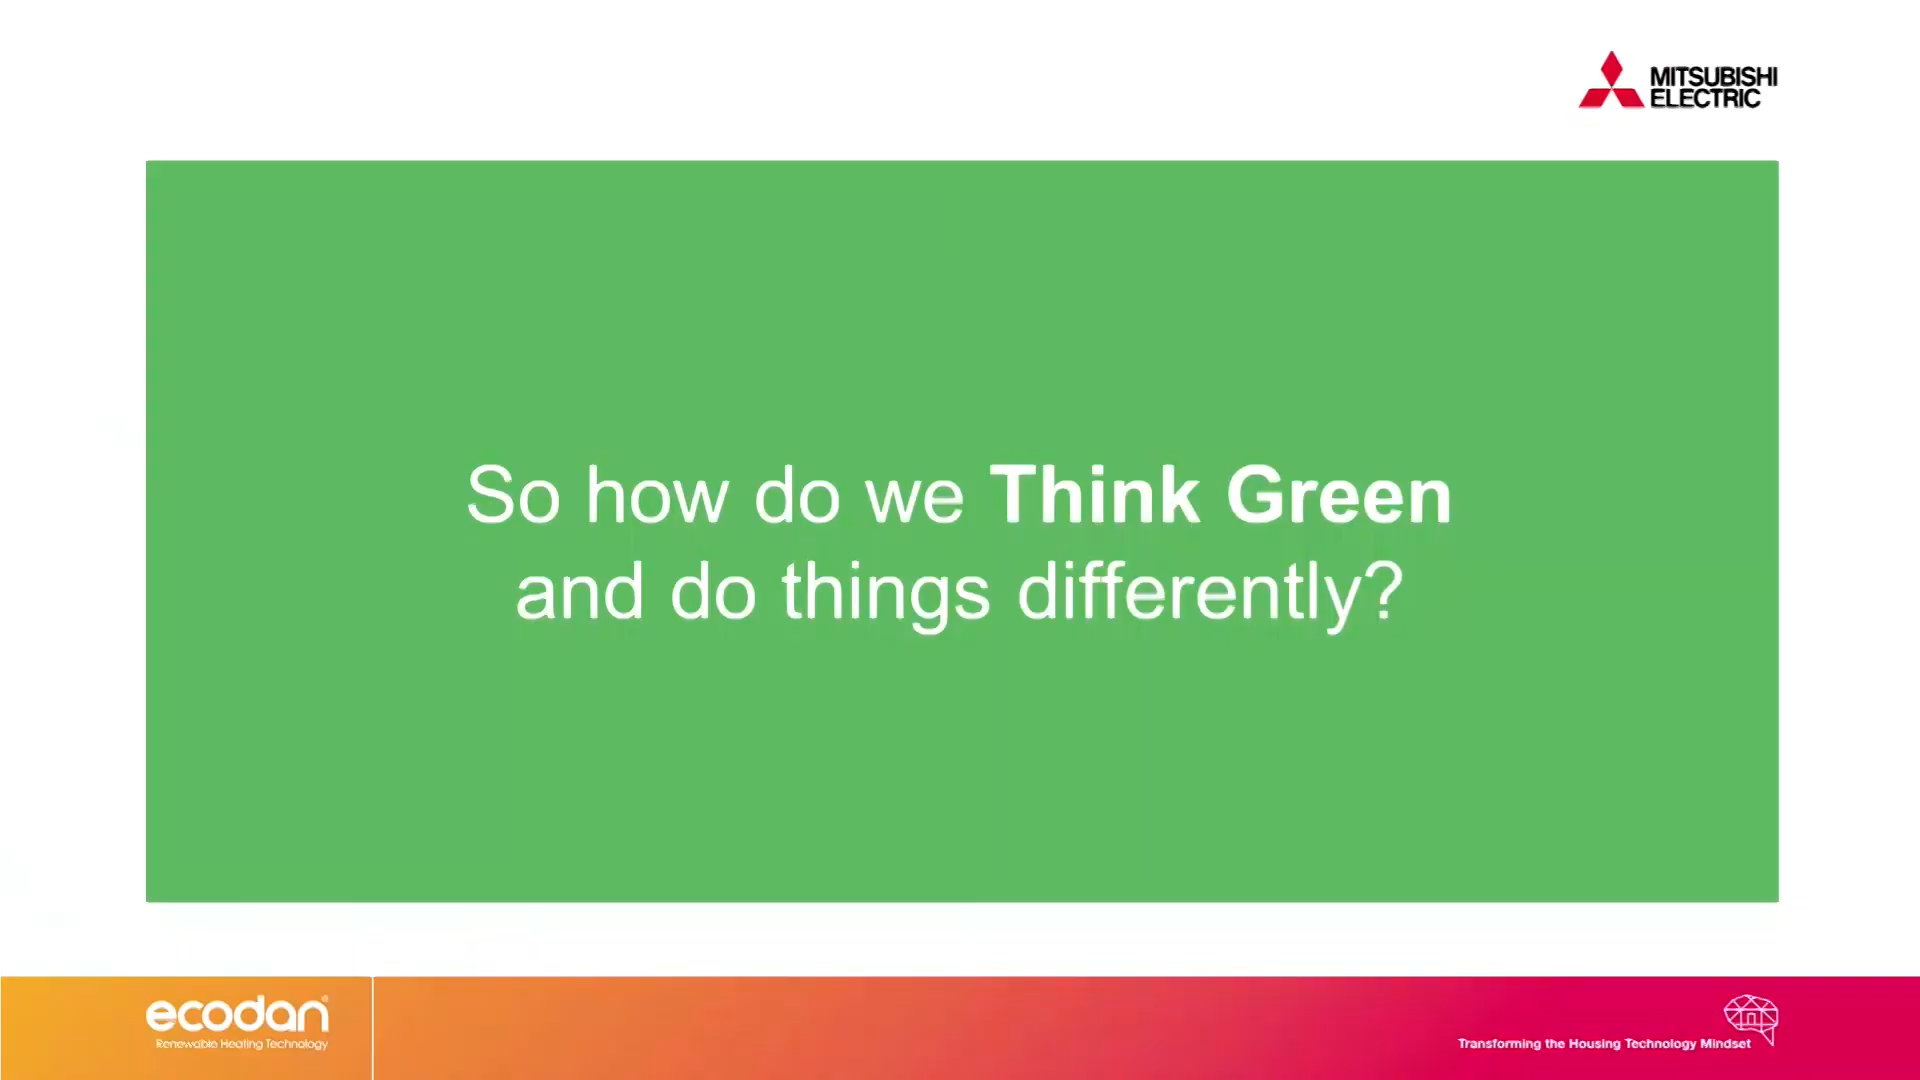 MITSUBISHI
ELECTRIC
So how do we Think Green
and do things differently?
ecodan®
Renewable Heating Technology
Transforming the Housing Technology Mindset